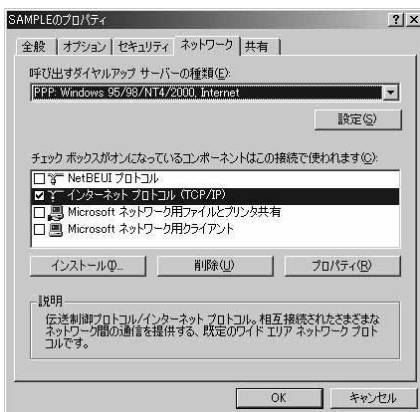 SAMPLEのプロパティ
全般
オプション
セキュリティ
ネットワーク
共有
呼び出すダイヤルアップ サーバーの種類(E):
PPP: Windows 95/98/NT4/2000, Internet
設定(S)
チェック ボックスがオンになっているコンポーネントはこの接続で使われます(C):
NetBEUI プロトコル
インターネット プロトコル (TCP/IP)
Microsoft ネットワーク用ファイルとプリンタ共有
Microsoft ネットワーク用クライアント
インストール(I)...
削除(U)
プロパティ(R)
説明
伝送制御プロトコル/インターネット プロトコル。相互接続されたさまざまな
ネットワーク間の通信を提供する、既定のワイド エリア ネットワーク プロト
コルです。
OK
キャンセル